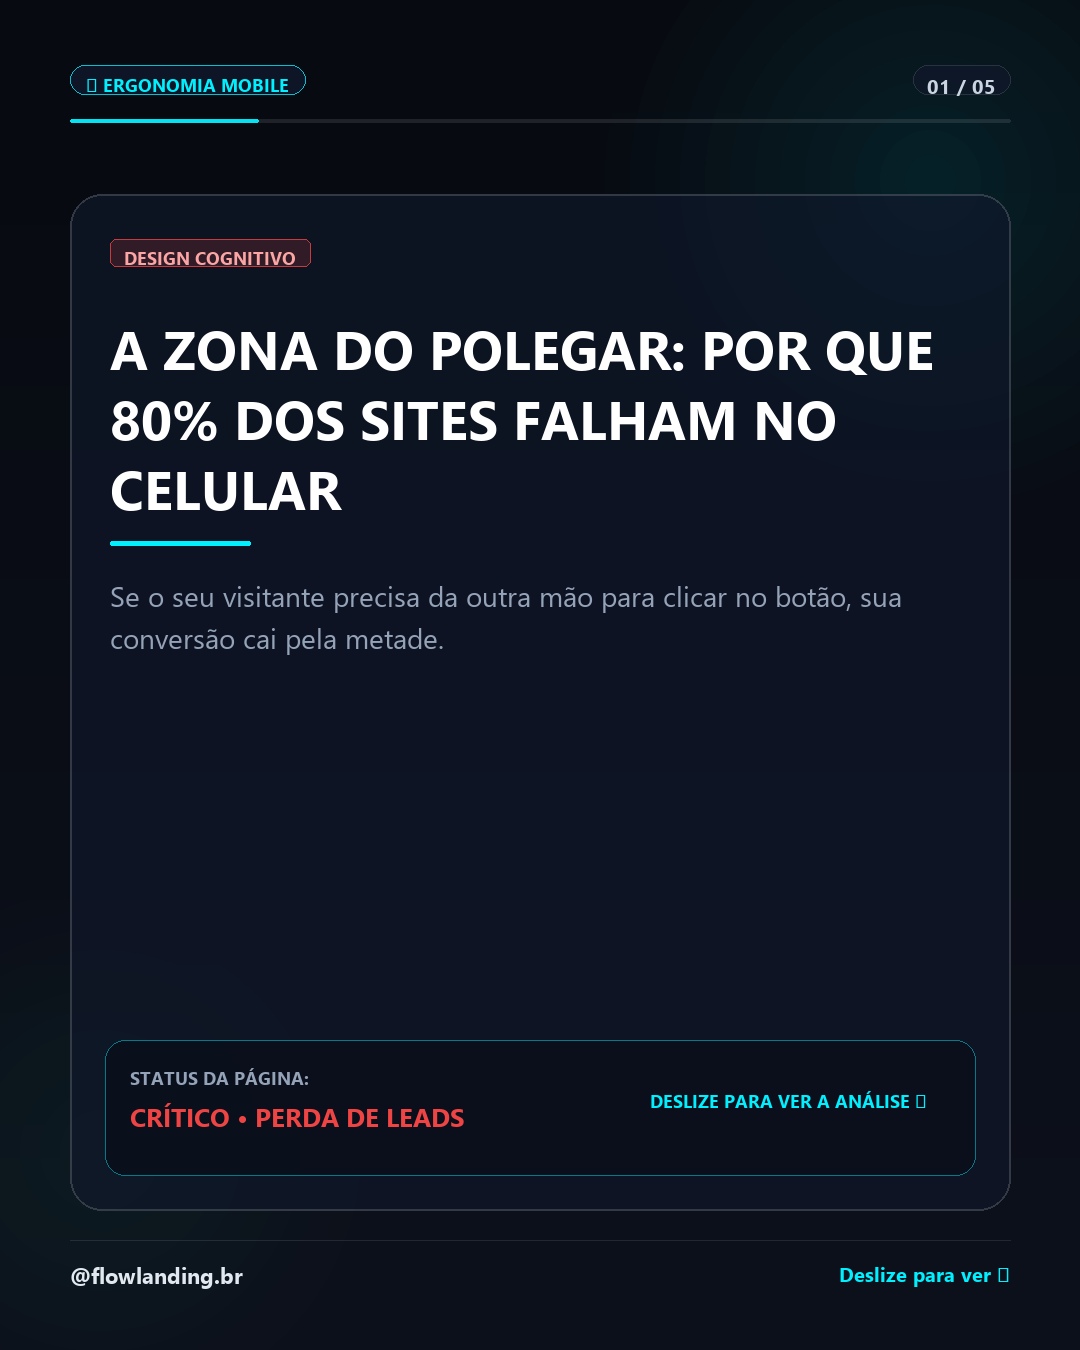 ERGONOMIA MOBILE
01 / 05
DESIGN COGNITIVO
A ZONA DO POLEGAR: POR QUE
80% DOS SITES FALHAM NO
CELULAR
Se o seu visitante precisa da outra mão para clicar no botão, sua
conversão cai pela metade.
STATUS DA PÁGINA:
CRÍTICO • PERDA DE LEADS
DESLIZE PARA VER A ANÁLISE
@flowlanding.br
Deslize para ver